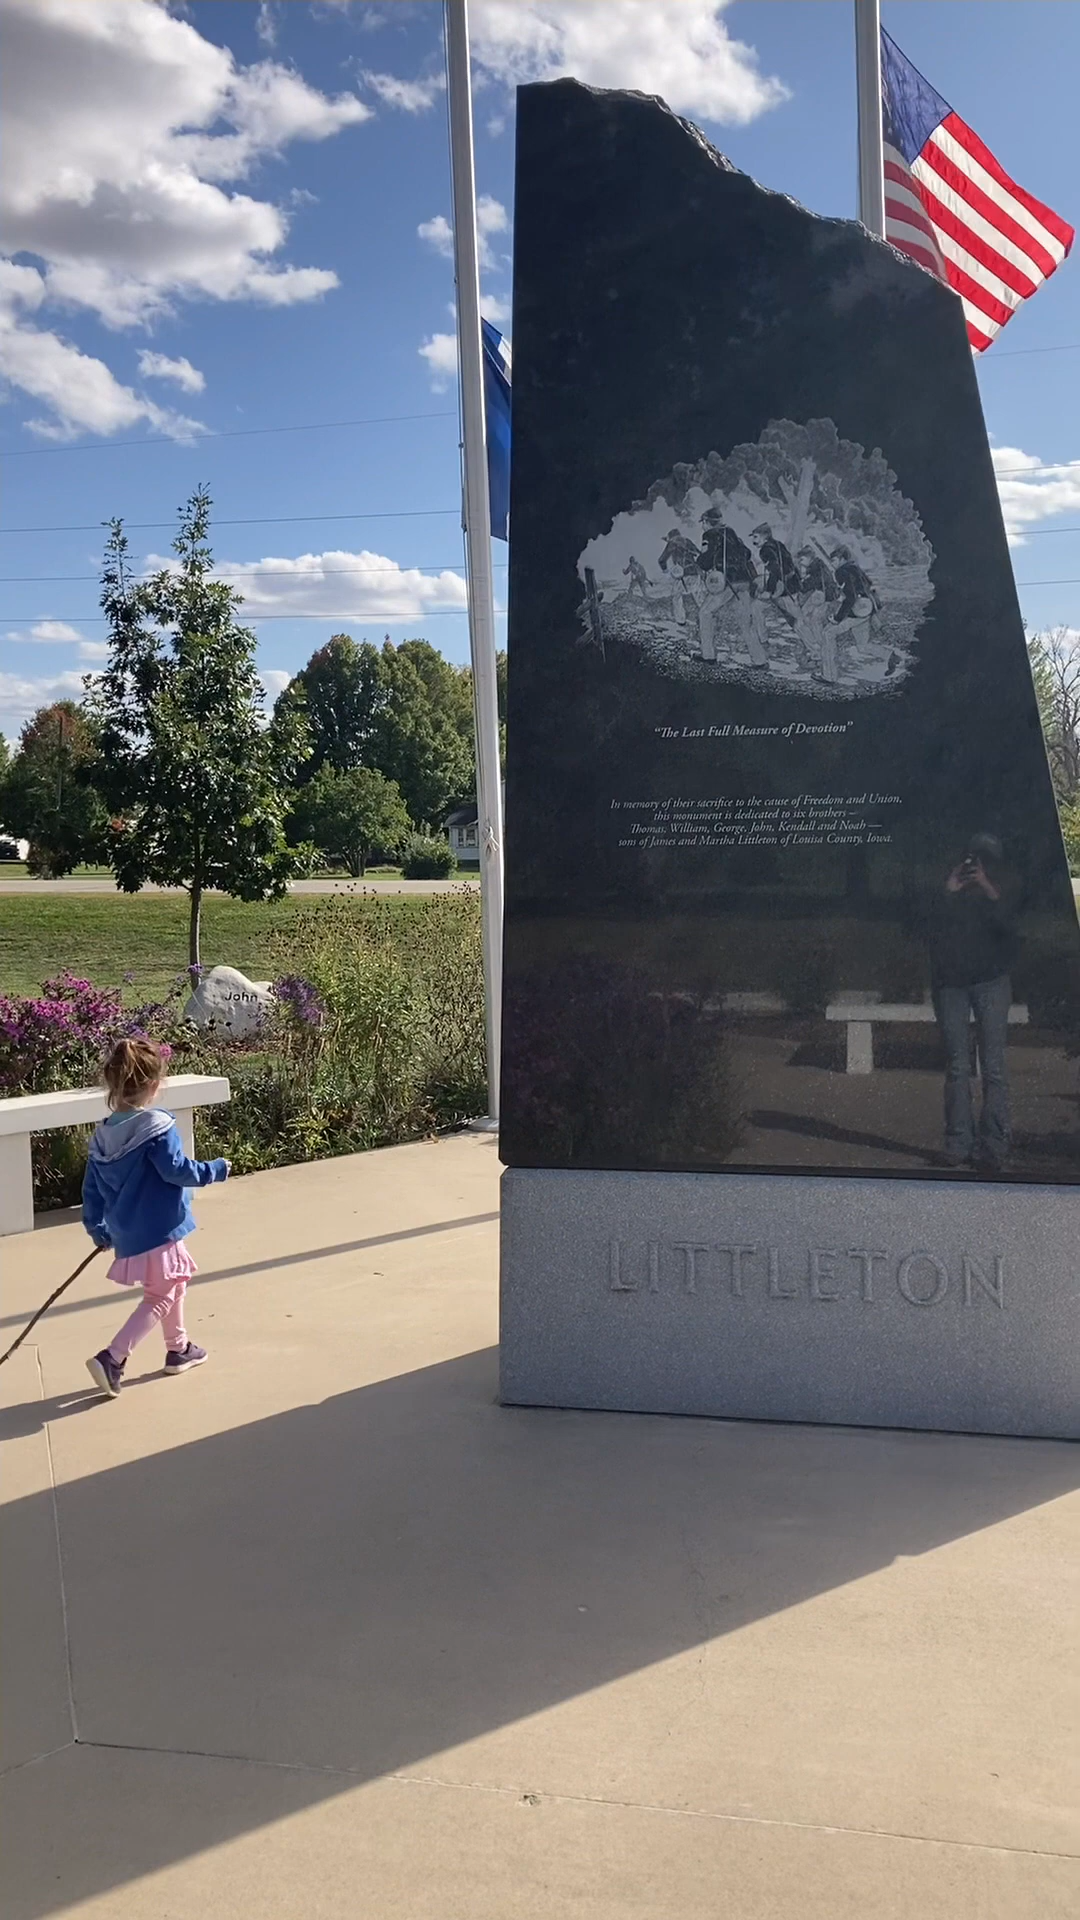 "The Last Full Measure of Devotion"
In memory of their sacrifice to the cause of Freedom and Union,
this monument is dedicated to six brothers –
Thomas, William, George, John, Kendall and Noah —
sons of James and Martha Littleton of Louisa County, Iowa.
John
LITTLETON